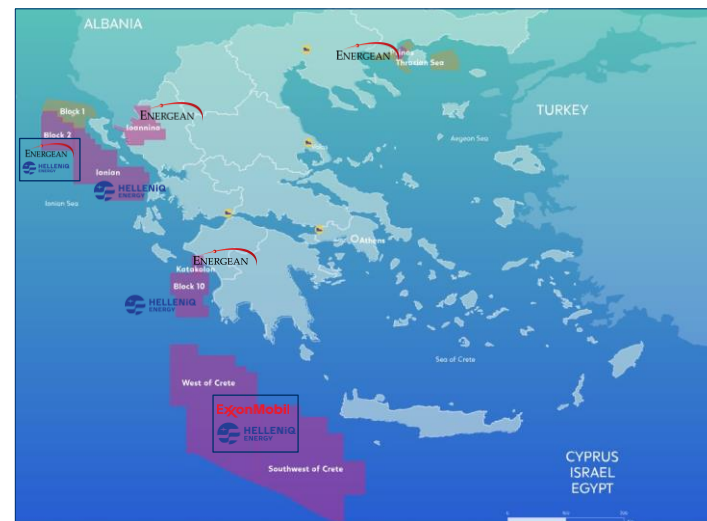 ALBANIA
ENERGEAN
Thracian Sea
TURKEY
Block 1
ENERGEAN
Ioannina
Aegean Sea
Block 2
ENERGEAN
HELLENiQ
ENERGY
Ionian
HELLENiQ
ENERGY
Ionian Sea
Athens
ENERGEAN
Katakolon
Block 10
HELLENiQ
ENERGY
Sea of Crete
West of Crete
ExxonMobil
HELLENiQ
ENERGY
Southwest of Crete
CYPRUS
ISRAEL
EGYPT